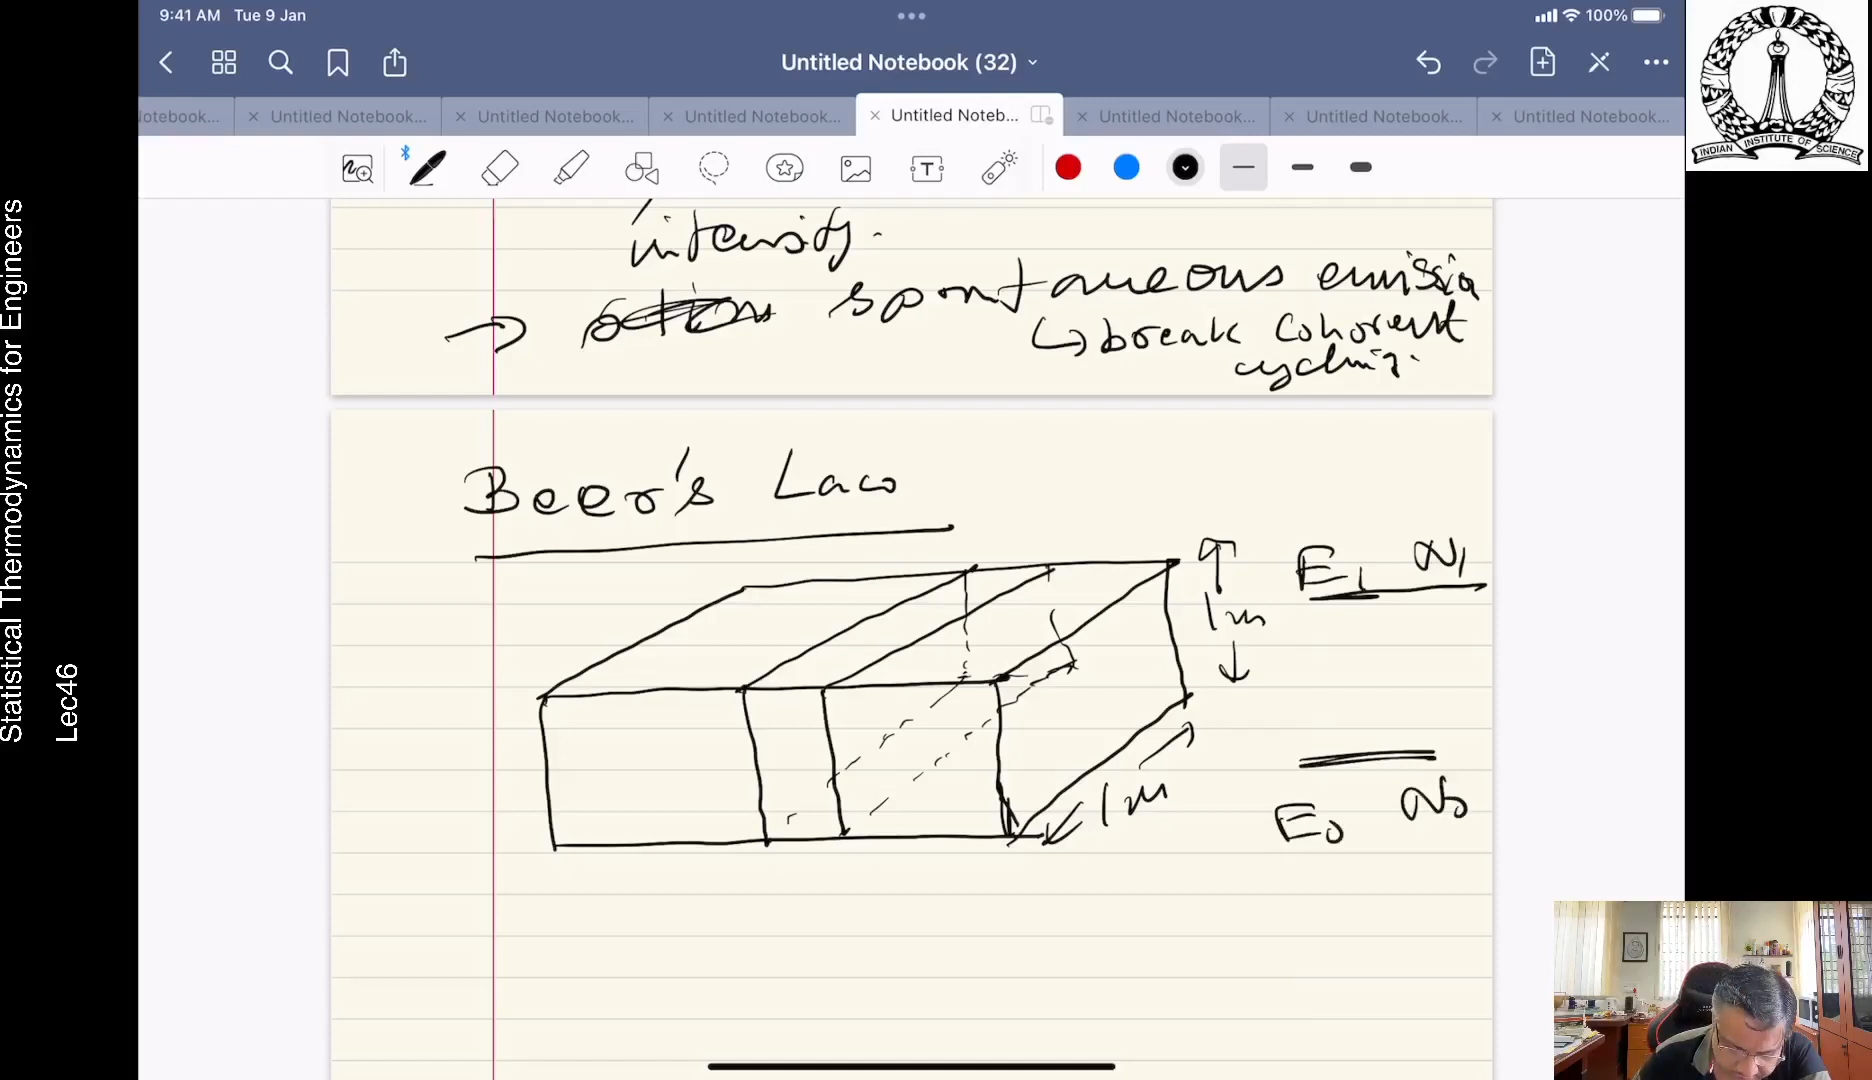 9:41 AM Tue 9 Jan
100%
Untitled Notebook (32)
otebook...
Untitled Notebook...
Untitled Notebook...
Untitled Notebook...
Untitled Noteb...
Untitled Notebook...
Untitled Notebook...
Untitled Notebook...
INDIAN INSTITUTE OF SCIENCE
Statistical Thermodynamics for Engineers
Lec46
T
intensity.
→ spontaneous emission
↳ break coherent
cycling.
Beer's Law
E1 N1
1m
1m
E0 N0